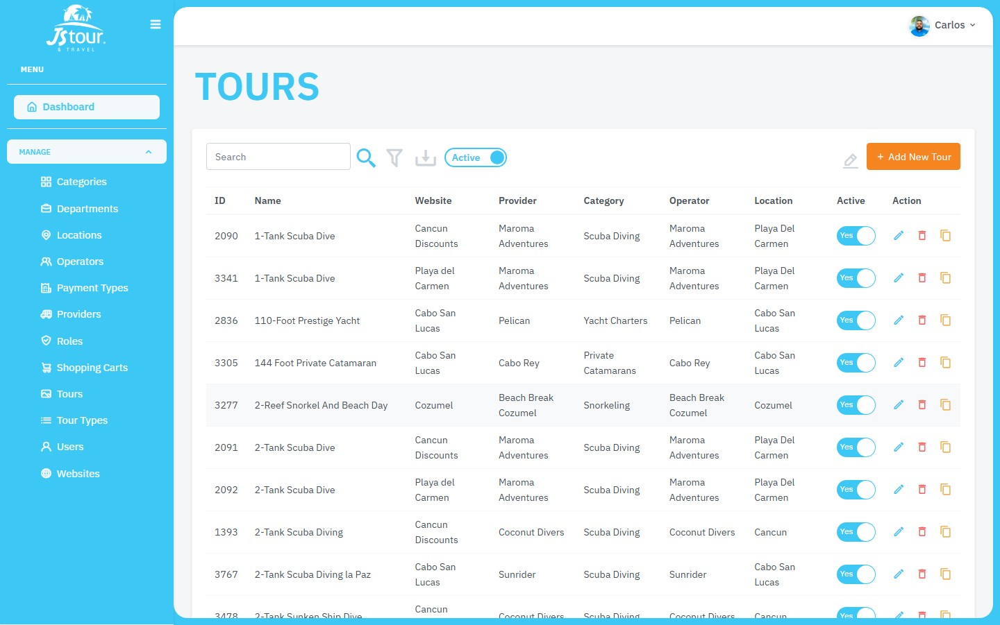 JStour
& TRAVEL
MENU
Dashboard
MANAGE
Categories
Departments
Locations
Operators
Payment Types
Providers
Roles
Shopping Carts
Tours
Tour Types
Users
Websites
Carlos
TOURS
Search
Active
+ Add New Tour
ID Name Website Provider Category Operator Location Active Action
2090 1-Tank Scuba Dive Cancun Discounts Maroma Adventures Scuba Diving Maroma Adventures Playa Del Carmen Yes
3341 1-Tank Scuba Dive Playa del Carmen Maroma Adventures Scuba Diving Maroma Adventures Playa Del Carmen Yes
2836 110-Foot Prestige Yacht Cabo San Lucas Pelican Yacht Charters Pelican Cabo San Lucas Yes
3305 144 Foot Private Catamaran Cabo San Lucas Cabo Rey Private Catamarans Cabo Rey Cabo San Lucas Yes
3277 2-Reef Snorkel And Beach Day Cozumel Beach Break Cozumel Snorkeling Beach Break Cozumel Cozumel Yes
2091 2-Tank Scuba Dive Cancun Discounts Maroma Adventures Scuba Diving Maroma Adventures Playa Del Carmen Yes
2092 2-Tank Scuba Dive Playa del Carmen Maroma Adventures Scuba Diving Maroma Adventures Playa Del Carmen Yes
1393 2-Tank Scuba Diving Cancun Discounts Coconut Divers Scuba Diving Coconut Divers Cancun Yes
3767 2-Tank Scuba Diving la Paz Cabo San Lucas Sunrider Scuba Diving Sunrider Cabo San Lucas Yes
3478 2-Tank Sunken Ship Dive Cancun Coconut Divers Scuba Diving Coconut Divers Cancun Yes